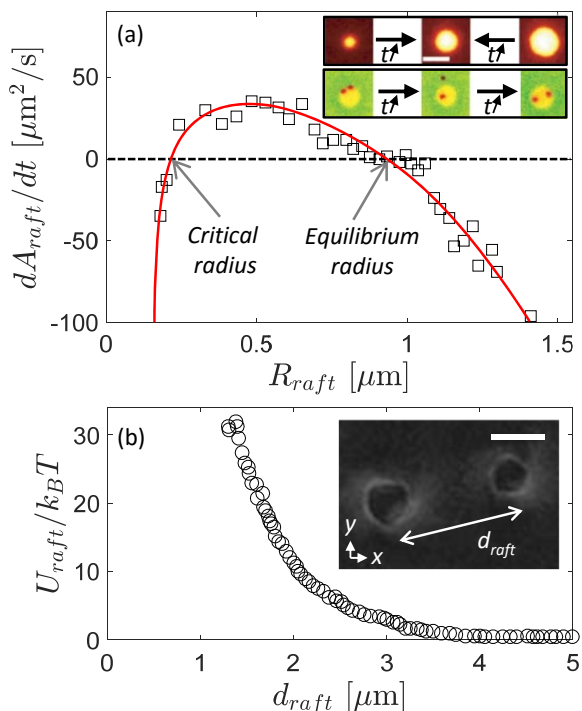 (a)
t↗ t↗
t↗ t↗
dA_raft/dt [μm²/s]
50
0
-50
-100
Critical radius
Equilibrium radius
0 0.5 1 1.5
R_raft [μm]
(b)
U_raft/k_BT
30
20
10
0
y
x
d_raft
0 1 2 3 4 5
d_raft [μm]